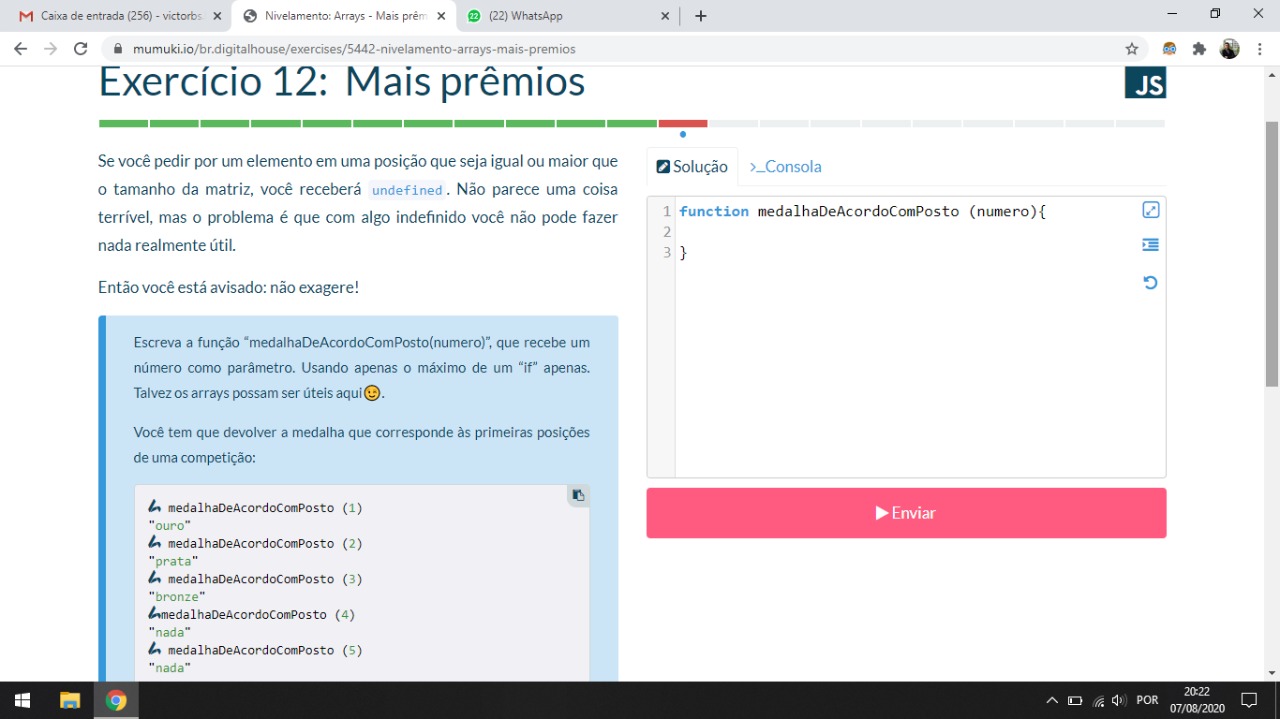 Caixa de entrada (256) - victorbs.
Nivelamento: Arrays - Mais prêm
(22) WhatsApp
mumuki.io/br.digitalhouse/exercises/5442-nivelamento-arrays-mais-premios
Exercício 12: Mais prêmios
JS
Se você pedir por um elemento em uma posição que seja igual ou maior que
o tamanho da matriz, você receberá undefined. Não parece uma coisa
terrível, mas o problema é que com algo indefinido você não pode fazer
nada realmente útil.
Então você está avisado: não exagere!
Escreva a função “medalhaDeAcordoComPosto(numero)”, que recebe um
número como parâmetro. Usando apenas o máximo de um “if” apenas.
Talvez os arrays possam ser úteis aqui😉.
Você tem que devolver a medalha que corresponde às primeiras posições
de uma competição:
medalhaDeAcordoComPosto (1)
"ouro"
medalhaDeAcordoComPosto (2)
"prata"
medalhaDeAcordoComPosto (3)
"bronze"
medalhaDeAcordoComPosto (4)
"nada"
medalhaDeAcordoComPosto (5)
"nada"
Solução
>_Consola
1 function medalhaDeAcordoComPosto (numero){
2
3 }
Enviar
POR
20:22
07/08/2020